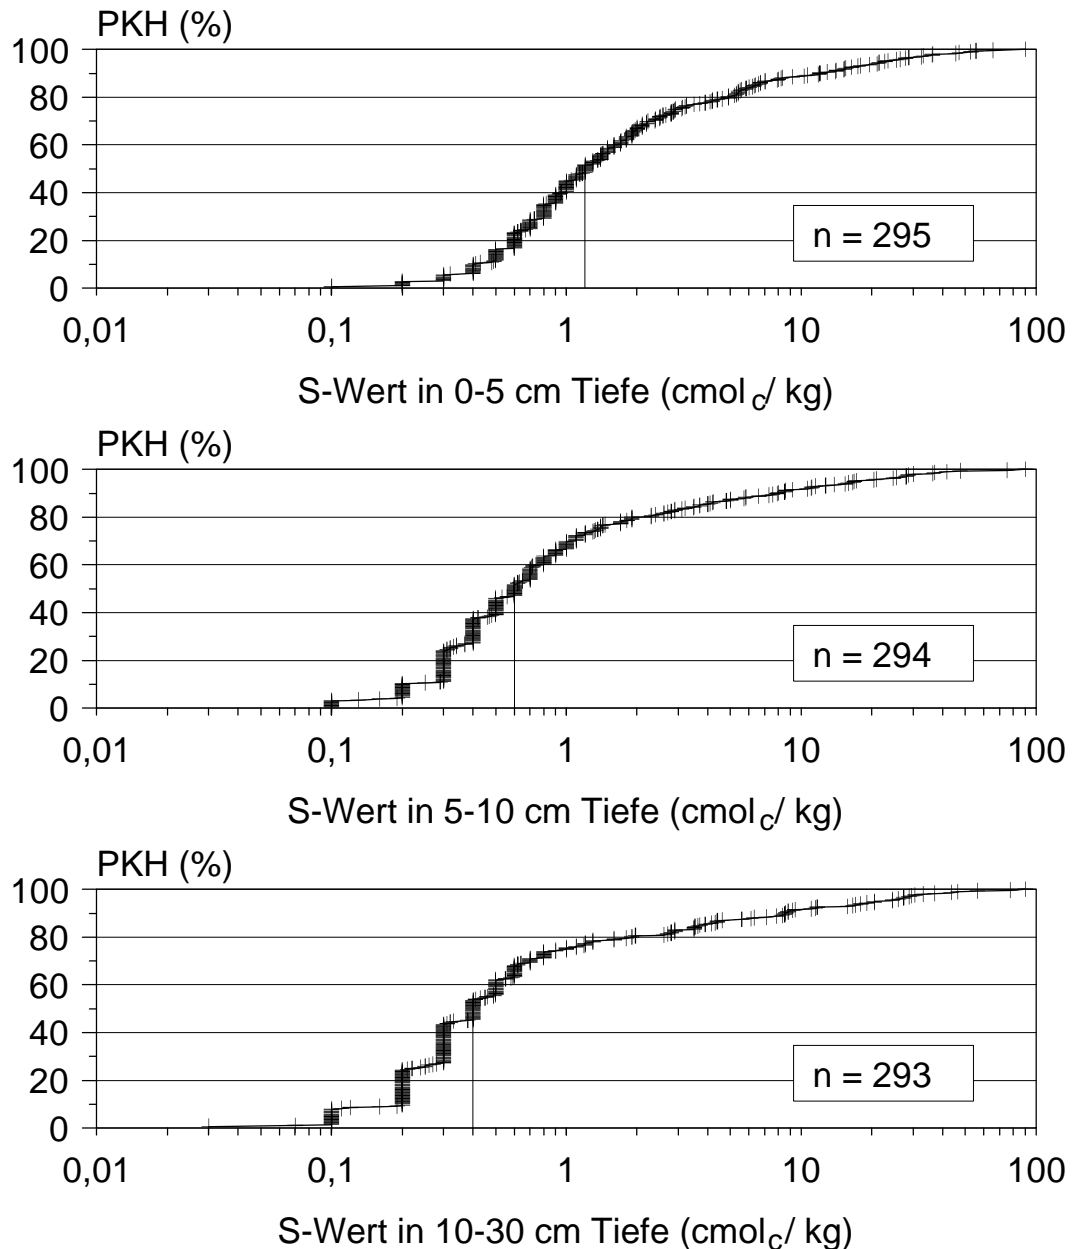 PKH (%)
100
80
60
40
20
0
n = 295
0,01 0,1 1 10 100
S-Wert in 0-5 cm Tiefe (cmol c/ kg)
PKH (%)
100
80
60
40
20
0
n = 294
0,01 0,1 1 10 100
S-Wert in 5-10 cm Tiefe (cmol c/ kg)
PKH (%)
100
80
60
40
20
0
n = 293
0,01 0,1 1 10 100
S-Wert in 10-30 cm Tiefe (cmol c/ kg)